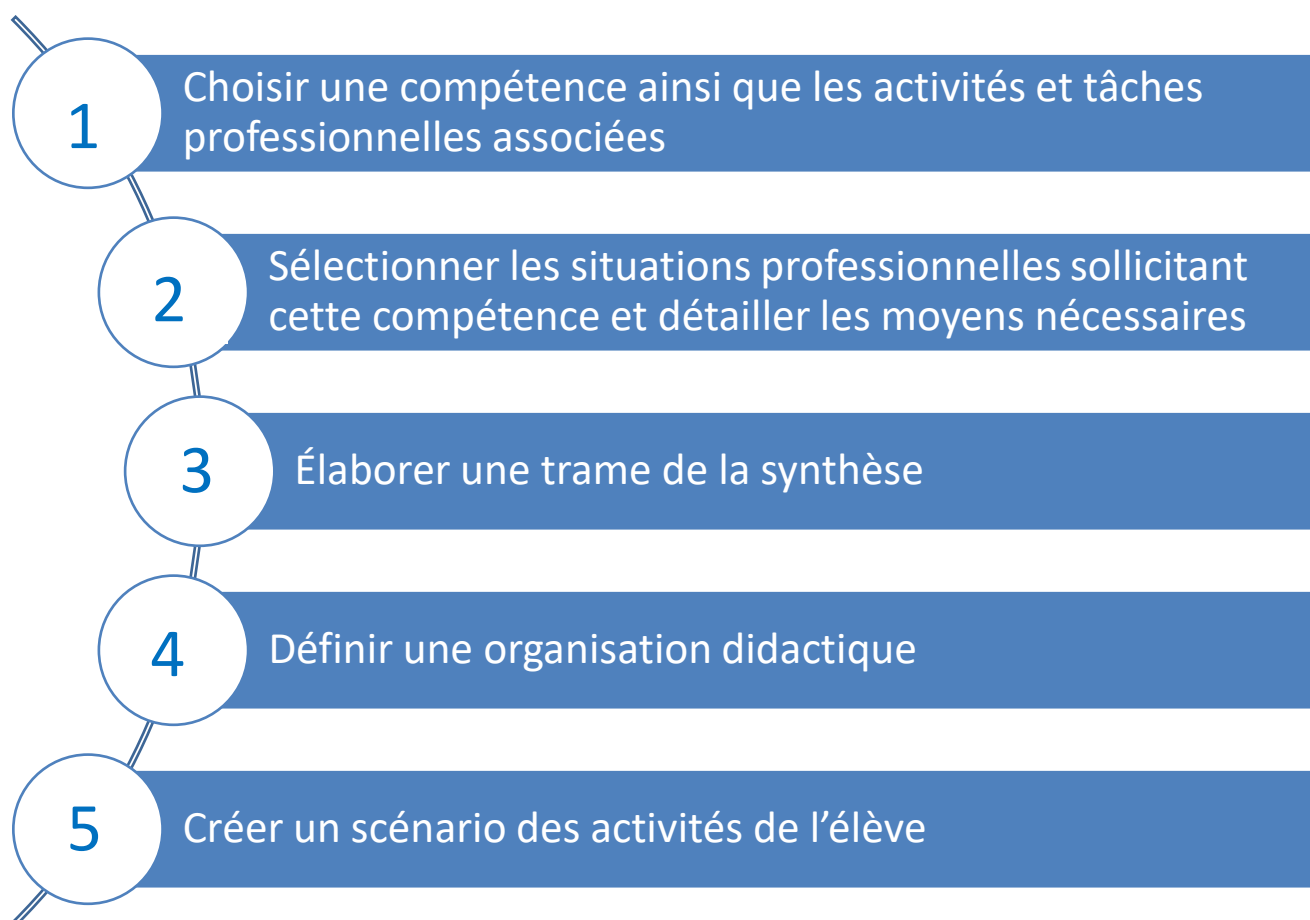 1
Choisir une compétence ainsi que les activités et tâches
professionnelles associées
2
Sélectionner les situations professionnelles sollicitant
cette compétence et détailler les moyens nécessaires
3
Élaborer une trame de la synthèse
4
Définir une organisation didactique
5
Créer un scénario des activités de l’élève